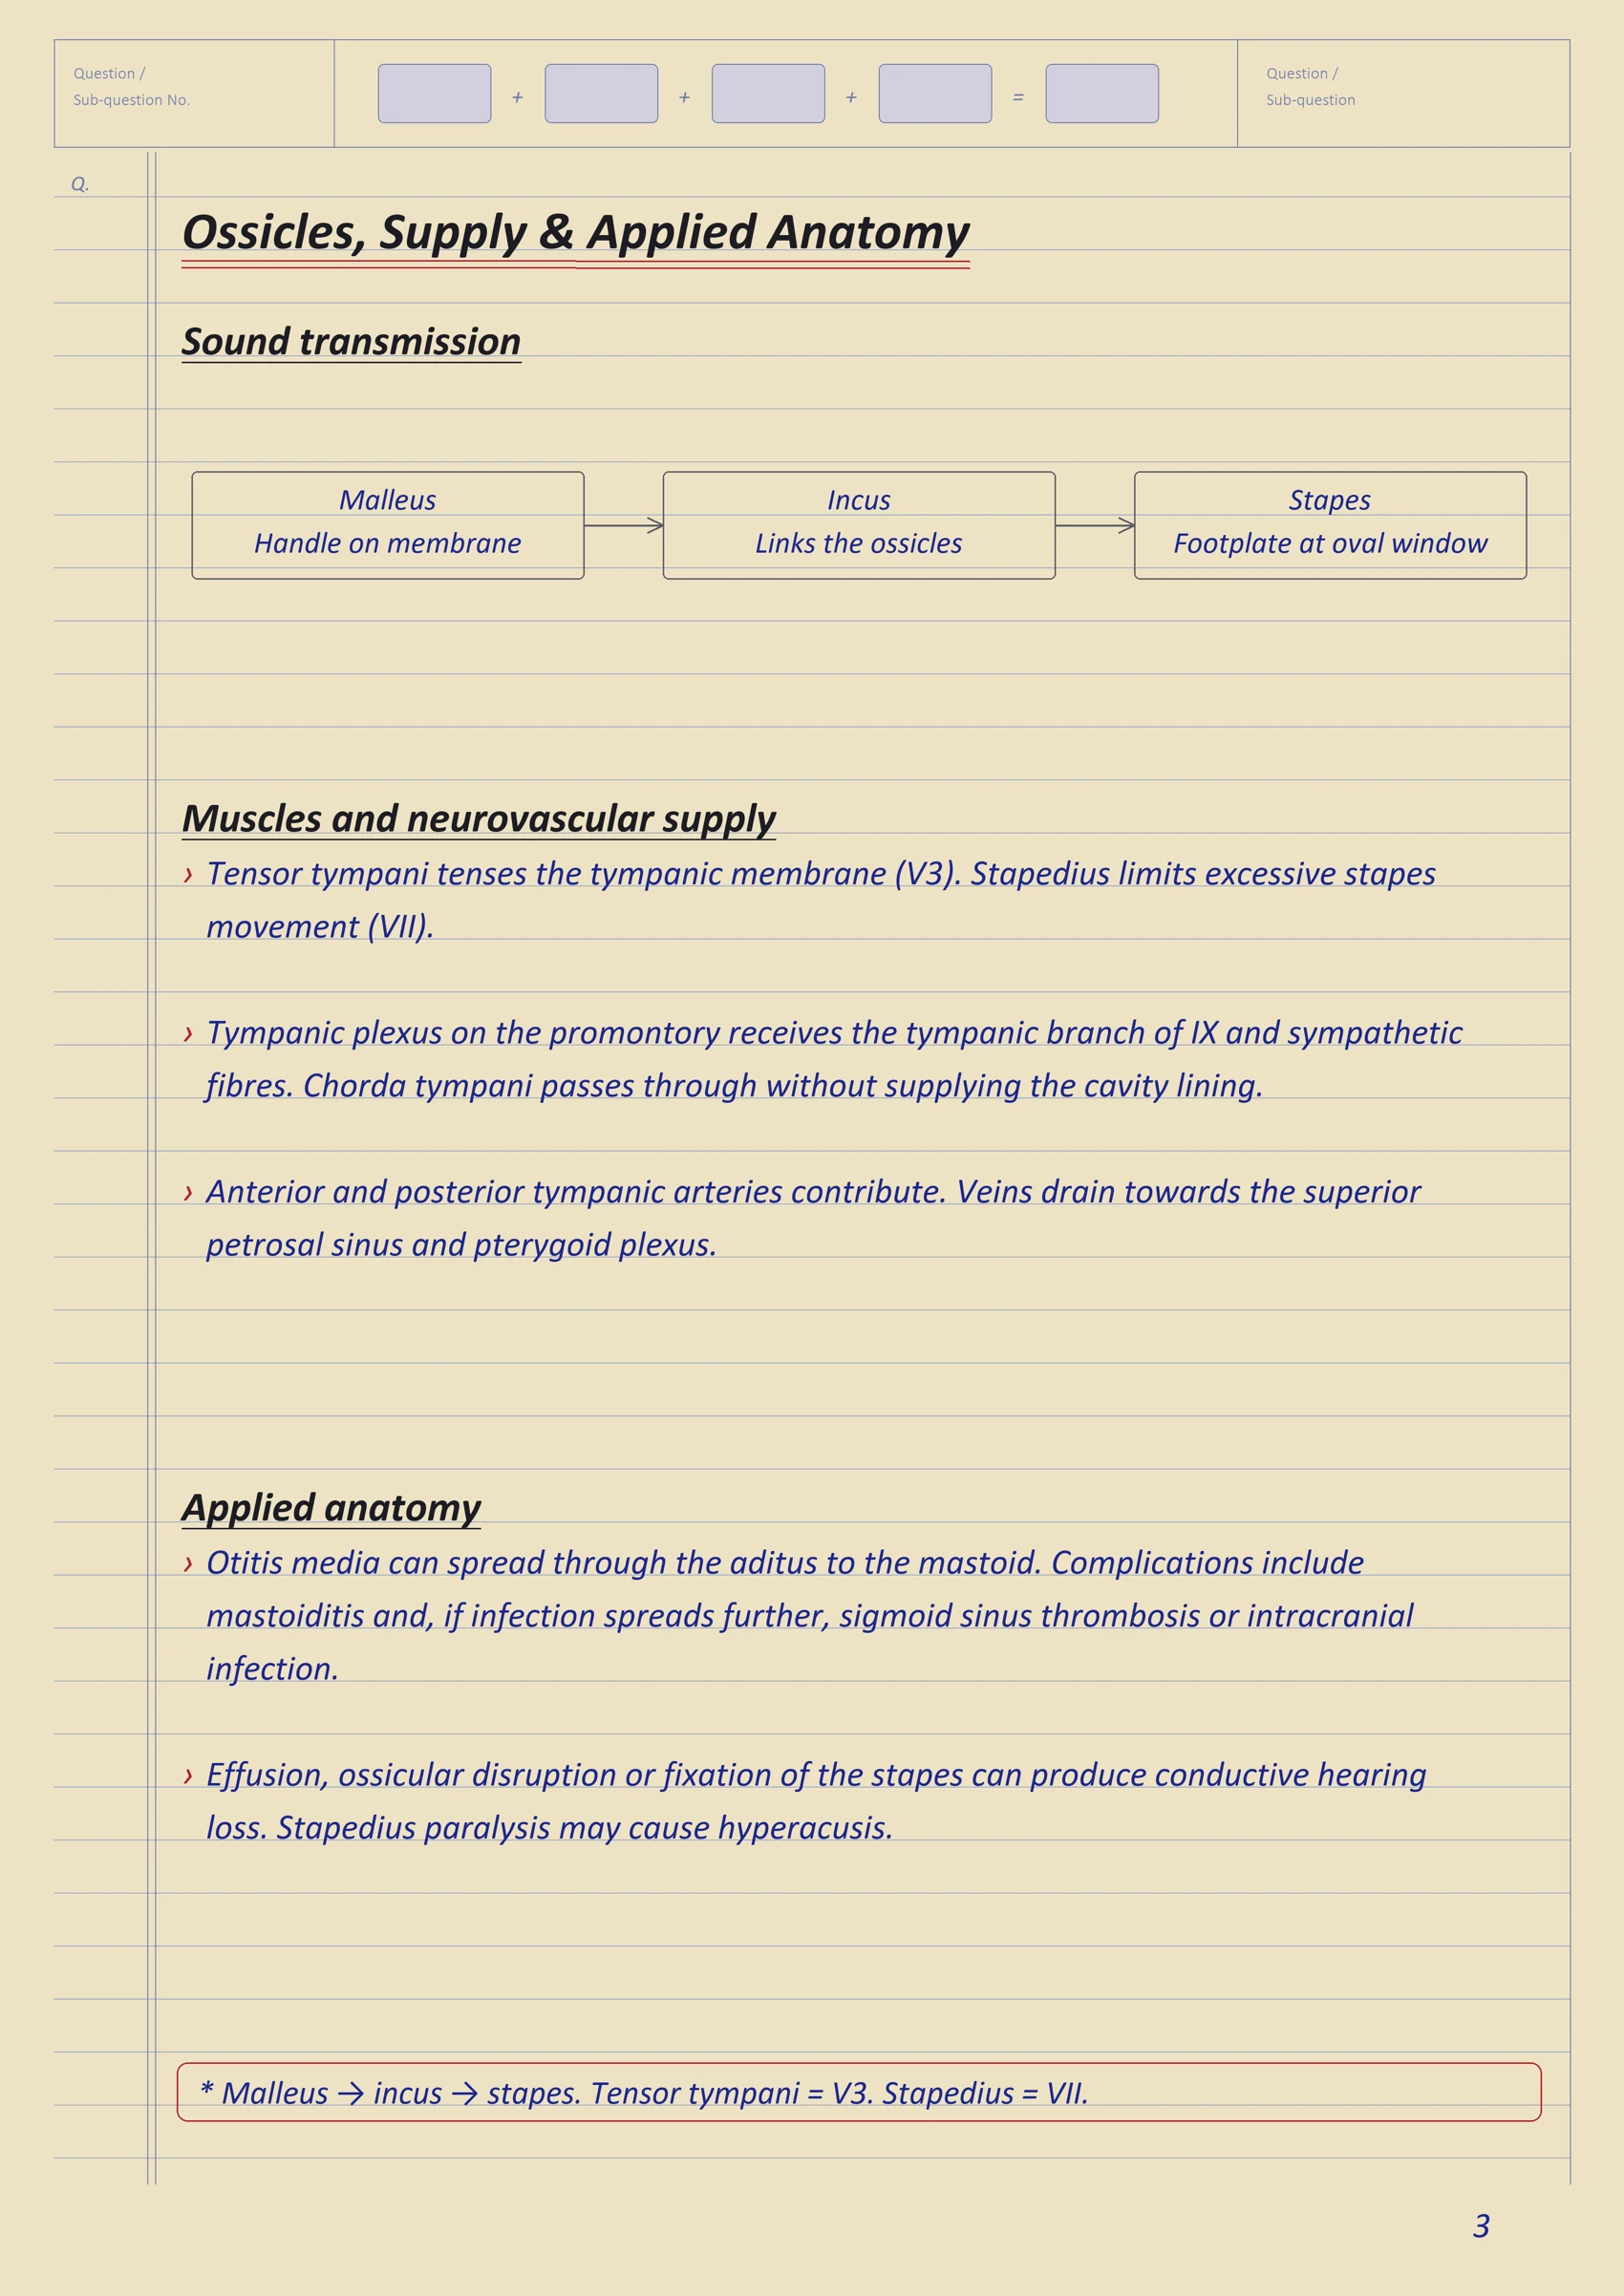 Question /
Sub-question No.
+ + + =
Question /
Sub-question
Q.
Ossicles, Supply & Applied Anatomy
Sound transmission
Malleus
Handle on membrane
Incus
Links the ossicles
Stapes
Footplate at oval window
Muscles and neurovascular supply
› Tensor tympani tenses the tympanic membrane (V3). Stapedius limits excessive stapes
movement (VII).
› Tympanic plexus on the promontory receives the tympanic branch of IX and sympathetic
fibres. Chorda tympani passes through without supplying the cavity lining.
› Anterior and posterior tympanic arteries contribute. Veins drain towards the superior
petrosal sinus and pterygoid plexus.
Applied anatomy
› Otitis media can spread through the aditus to the mastoid. Complications include
mastoiditis and, if infection spreads further, sigmoid sinus thrombosis or intracranial
infection.
› Effusion, ossicular disruption or fixation of the stapes can produce conductive hearing
loss. Stapedius paralysis may cause hyperacusis.
* Malleus → incus → stapes. Tensor tympani = V3. Stapedius = VII.
3